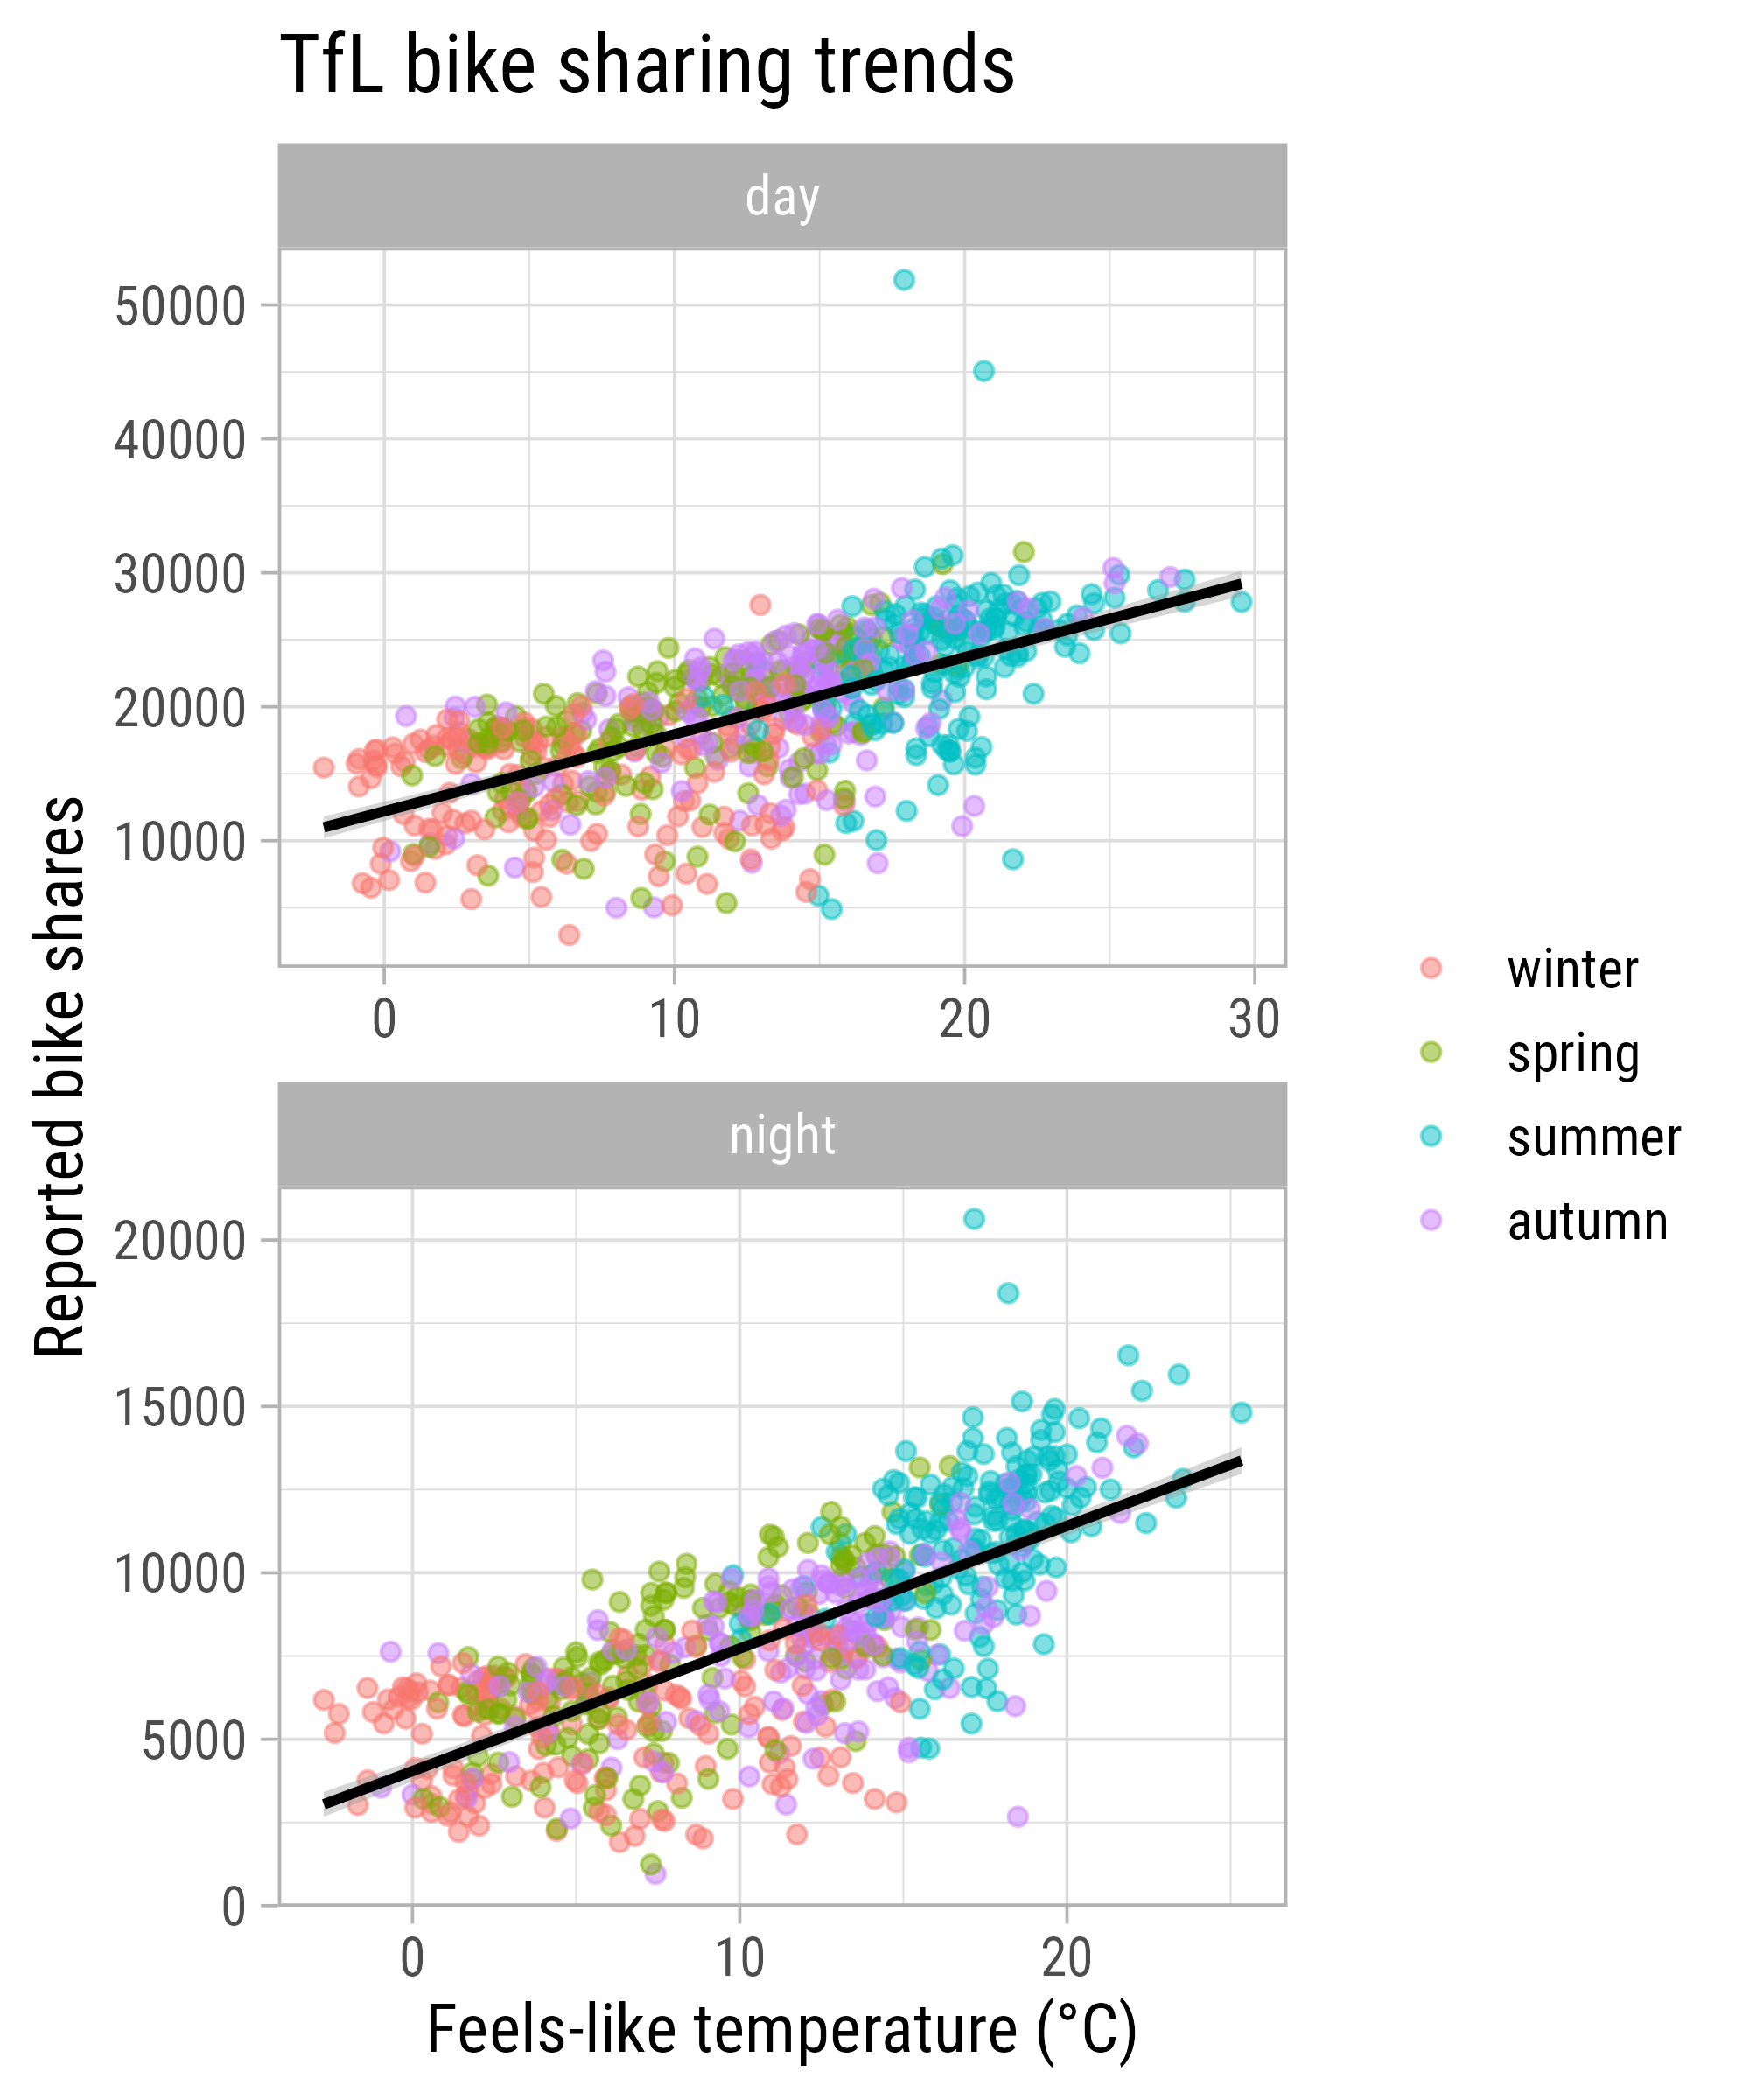 TfL bike sharing trends
day
50000
40000
30000
20000
10000
0 10 20 30
Reported bike shares
winter
spring
summer
autumn
night
20000
15000
10000
5000
0
0 10 20
Feels-like temperature (°C)